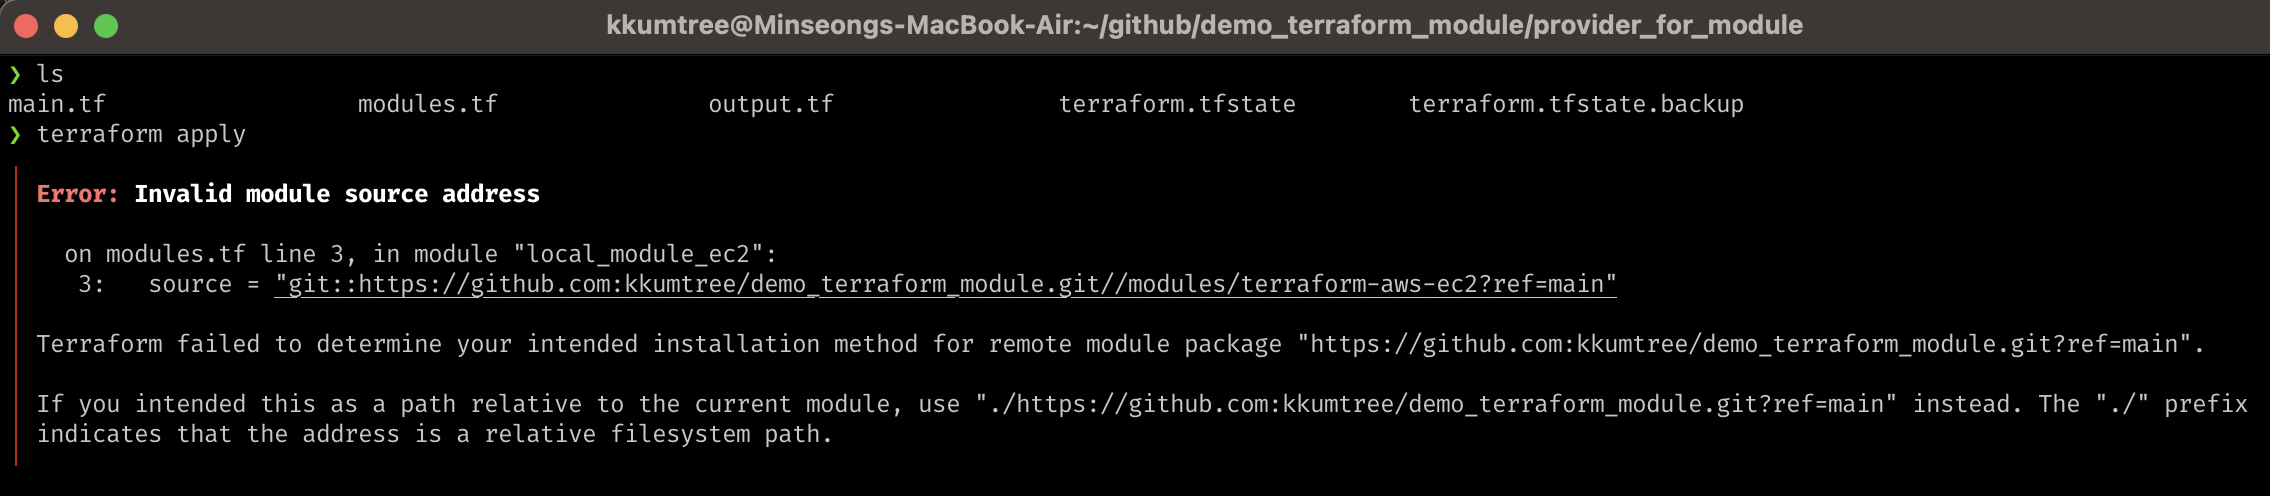 kkumtree@Minseongs-MacBook-Air:~/github/demo_terraform_module/provider_for_module
❯ ls
main.tf modules.tf output.tf terraform.tfstate terraform.tfstate.backup
❯ terraform apply
Error: Invalid module source address
on modules.tf line 3, in module "local_module_ec2":
3: source = "git::https://github.com:kkumtree/demo_terraform_module.git//modules/terraform-aws-ec2?ref=main"
Terraform failed to determine your intended installation method for remote module package "https://github.com:kkumtree/demo_terraform_module.git?ref=main".
If you intended this as a path relative to the current module, use "./https://github.com:kkumtree/demo_terraform_module.git?ref=main" instead. The "./" prefix
indicates that the address is a relative filesystem path.